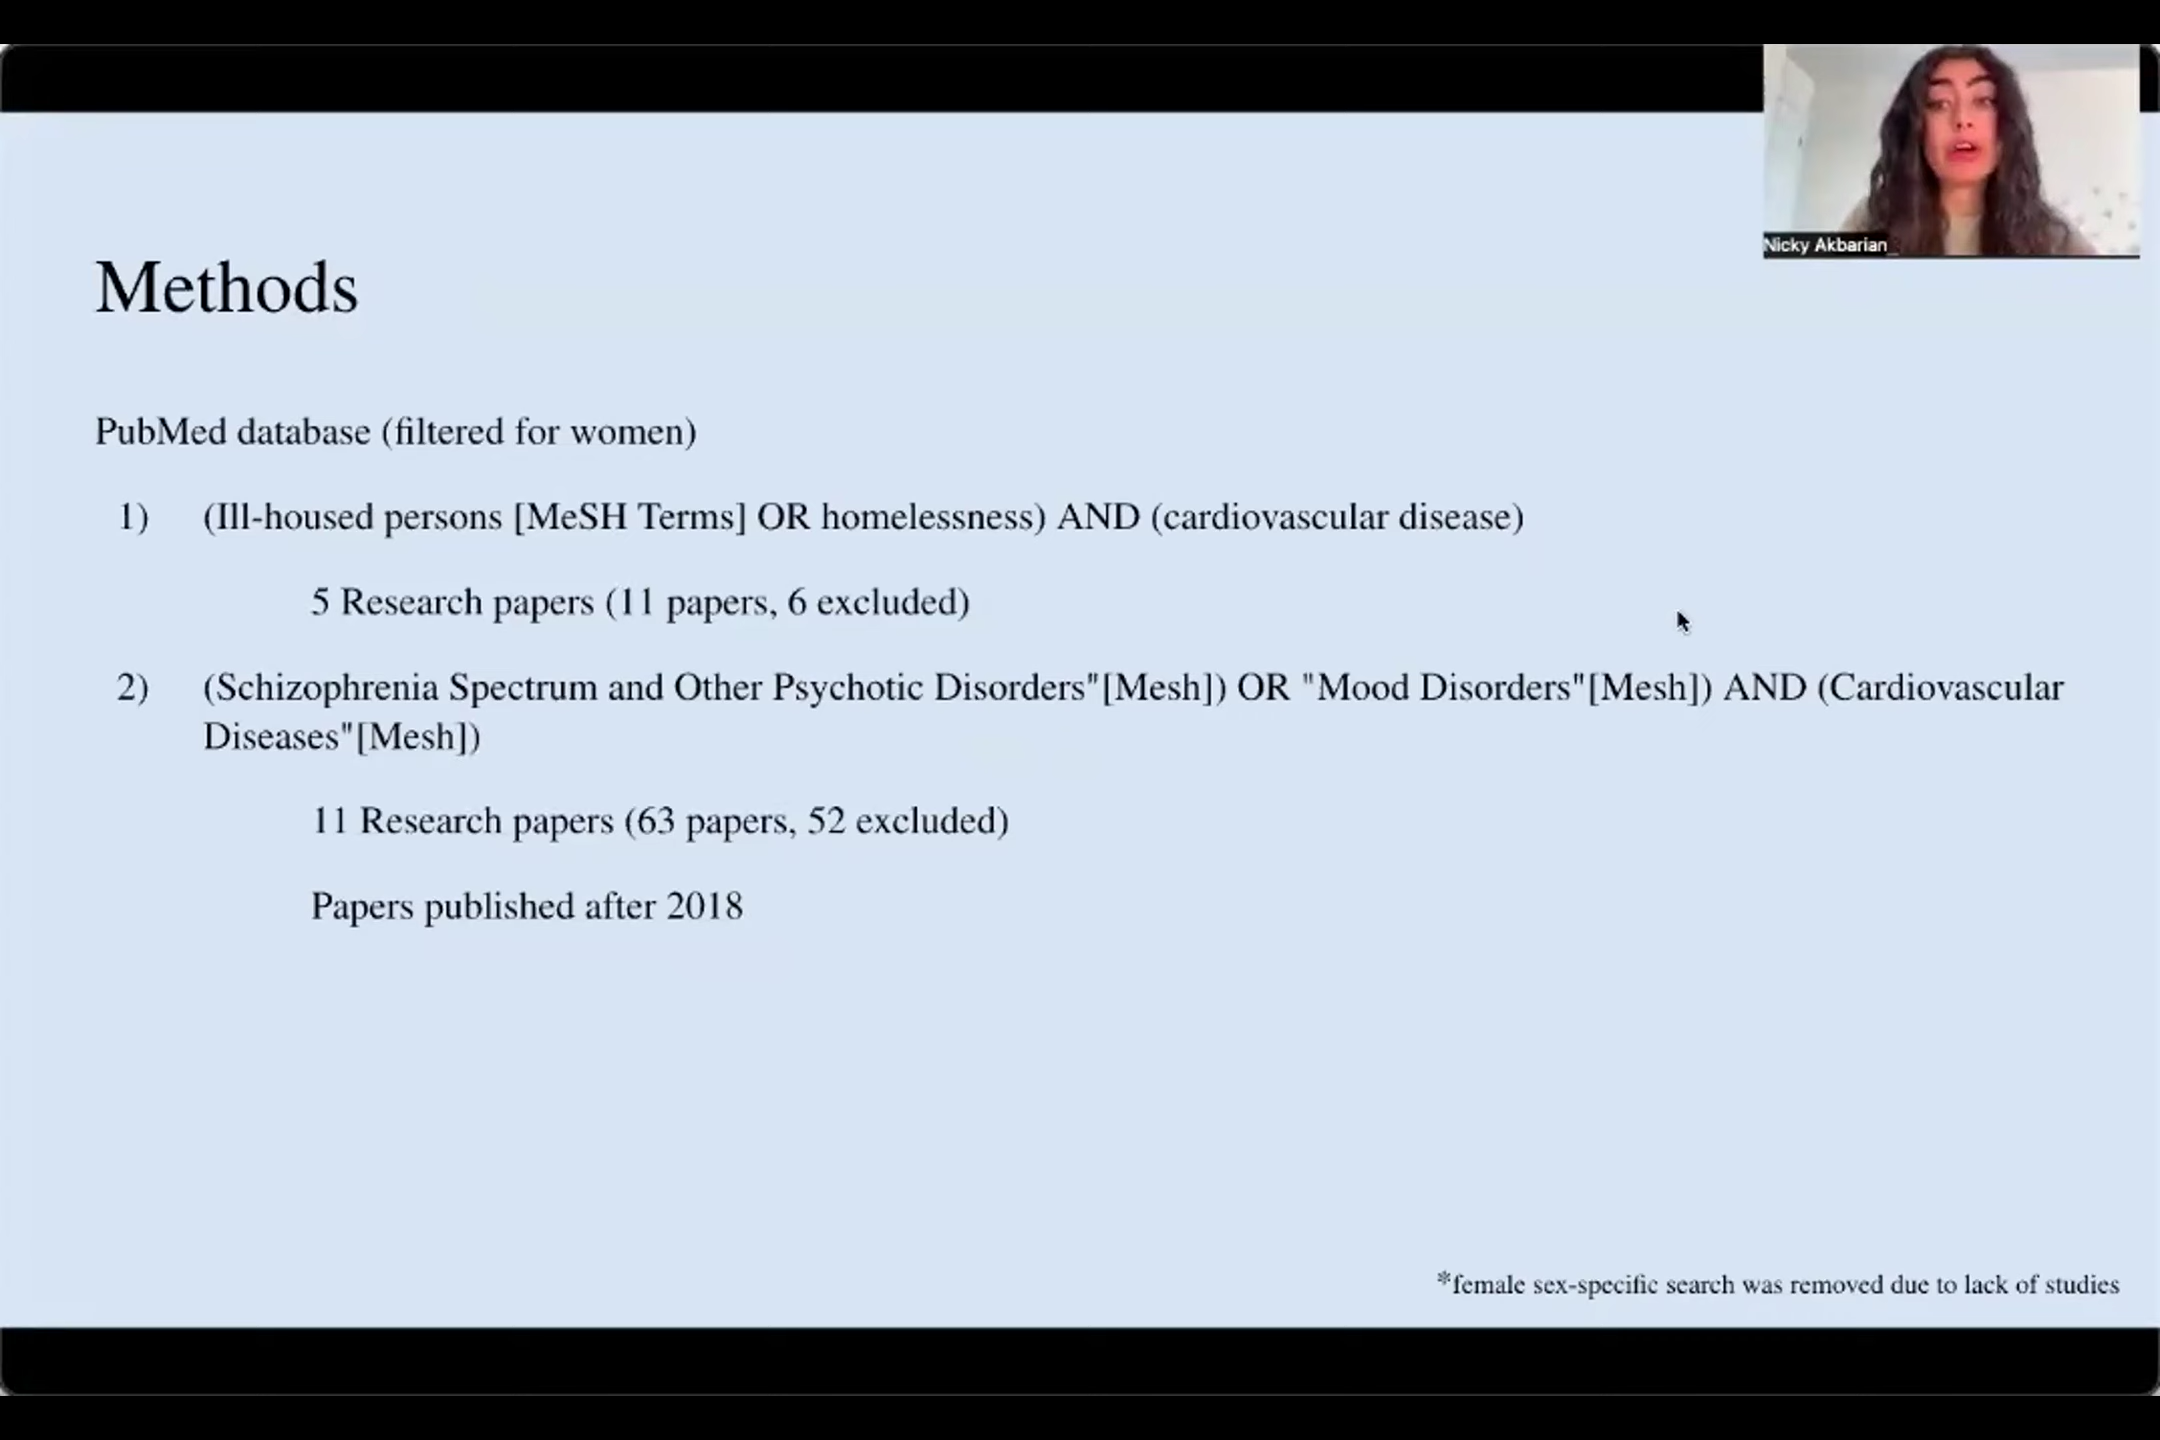 Nicky Akbarian
Methods
PubMed database (filtered for women)
1) (Ill-housed persons [MeSH Terms] OR homelessness) AND (cardiovascular disease)
5 Research papers (11 papers, 6 excluded)
2) (Schizophrenia Spectrum and Other Psychotic Disorders"[Mesh]) OR "Mood Disorders"[Mesh]) AND (Cardiovascular
Diseases"[Mesh])
11 Research papers (63 papers, 52 excluded)
Papers published after 2018
*female sex-specific search was removed due to lack of studies